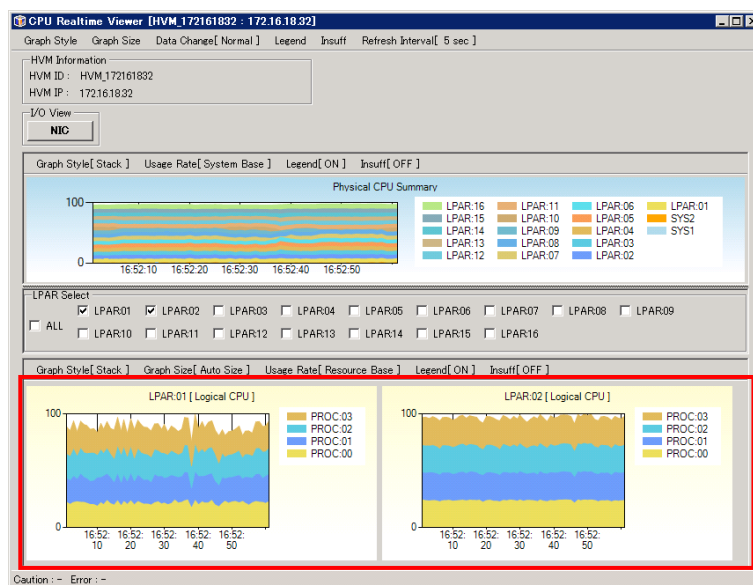 CPU Realtime Viewer [HVM_172161832 : 172.16.18.32]
Graph Style Graph Size Data Change[ Normal ] Legend Insuff Refresh Interval[ 5 sec ]
HVM Information
HVM ID : HVM_172161832
HVM IP : 172.16.18.32
I/O View
NIC
Graph Style[ Stack ] Usage Rate[ System Base ] Legend[ ON ] Insuff[ OFF ]
Physical CPU Summary
100
0
16:52:10 16:52:20 16:52:30 16:52:40 16:52:50
LPAR:16 LPAR:11 LPAR:06 LPAR:01
LPAR:15 LPAR:10 LPAR:05 SYS2
LPAR:14 LPAR:09 LPAR:04 SYS1
LPAR:13 LPAR:08 LPAR:03
LPAR:12 LPAR:07 LPAR:02
LPAR Select
ALL
LPAR01 LPAR02 LPAR03 LPAR04 LPAR05 LPAR06 LPAR07 LPAR08 LPAR09
LPAR10 LPAR11 LPAR12 LPAR13 LPAR14 LPAR15 LPAR16
Graph Style[ Stack ] Graph Size[ Auto Size ] Usage Rate[ Resource Base ] Legend[ ON ] Insuff[ OFF ]
LPAR:01 [ Logical CPU ]
100
0
16:52: 16:52: 16:52: 16:52: 16:52:
10 20 30 40 50
PROC:03
PROC:02
PROC:01
PROC:00
LPAR:02 [ Logical CPU ]
100
0
16:52: 16:52: 16:52: 16:52: 16:52:
10 20 30 40 50
PROC:03
PROC:02
PROC:01
PROC:00
Caution : - Error : -